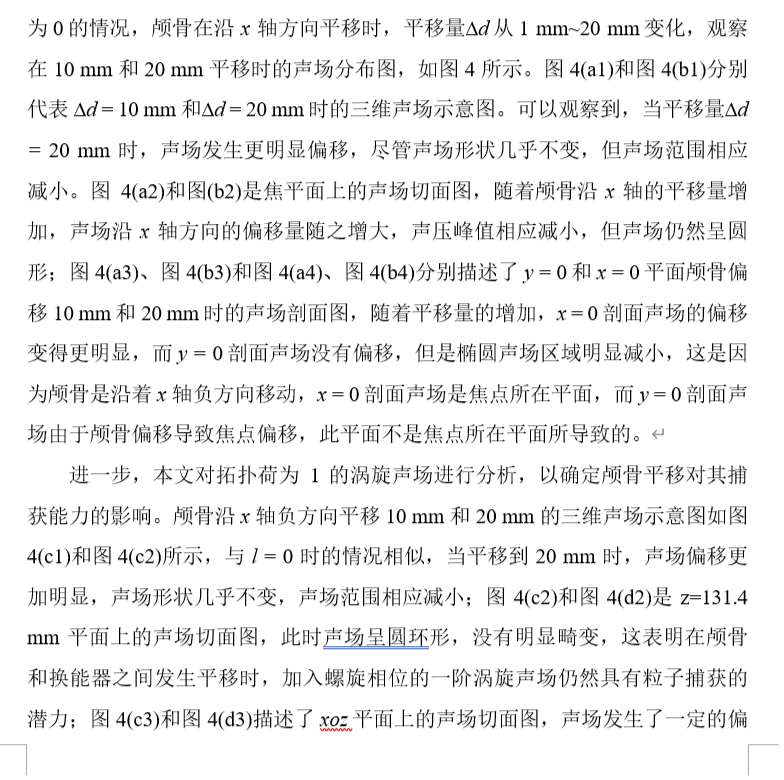 为 0 的情况，颅骨在沿 x 轴方向平移时，平移量Δd 从 1 mm~20 mm 变化，观察
在 10 mm 和 20 mm 平移时的声场分布图，如图 4 所示。图 4(a1)和图 4(b1)分别
代表 Δd = 10 mm 和Δd = 20 mm 时的三维声场示意图。可以观察到，当平移量Δd
= 20 mm 时，声场发生更明显偏移，尽管声场形状几乎不变，但声场范围相应
减小。图 4(a2)和图(b2)是焦平面上的声场切面图，随着颅骨沿 x 轴的平移量增
加，声场沿 x 轴方向的偏移量随之增大，声压峰值相应减小，但声场仍然呈圆
形；图 4(a3)、图 4(b3)和图 4(a4)、图 4(b4)分别描述了 y = 0 和 x = 0 平面颅骨偏
移 10 mm 和 20 mm 时的声场剖面图，随着平移量的增加，x = 0 剖面声场的偏移
变得更明显，而 y = 0 剖面声场没有偏移，但是椭圆声场区域明显减小，这是因
为颅骨是沿着 x 轴负方向移动，x = 0 剖面声场是焦点所在平面，而 y = 0 剖面声
场由于颅骨偏移导致焦点偏移，此平面不是焦点所在平面所导致的。↵
进一步，本文对拓扑荷为 1 的涡旋声场进行分析，以确定颅骨平移对其捕
获能力的影响。颅骨沿 x 轴负方向平移 10 mm 和 20 mm 的三维声场示意图如图
4(c1)和图 4(c2)所示，与 l = 0 时的情况相似，当平移到 20 mm 时，声场偏移更
加明显，声场形状几乎不变，声场范围相应减小；图 4(c2)和图 4(d2)是 z=131.4
mm 平面上的声场切面图，此时声场呈圆环形，没有明显畸变，这表明在颅骨
和换能器之间发生平移时，加入螺旋相位的一阶涡旋声场仍然具有粒子捕获的
潜力；图 4(c3)和图 4(d3)描述了 xoz 平面上的声场切面图，声场发生了一定的偏